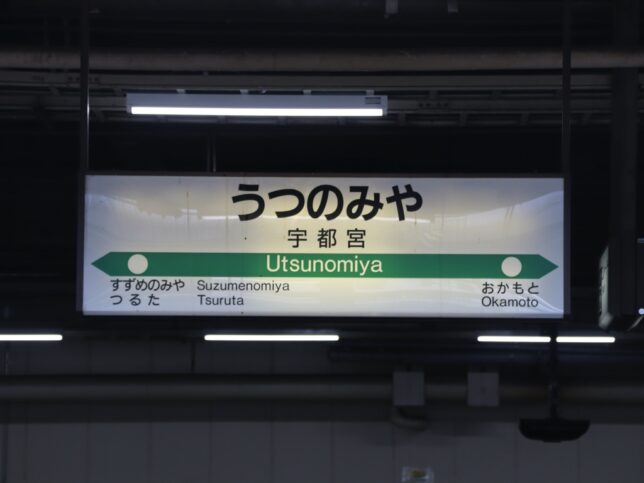 うつのみや
宇都宮
Utsunomiya
すずめのみや Suzumenomiya
つるた Tsuruta
おかもと
Okamoto